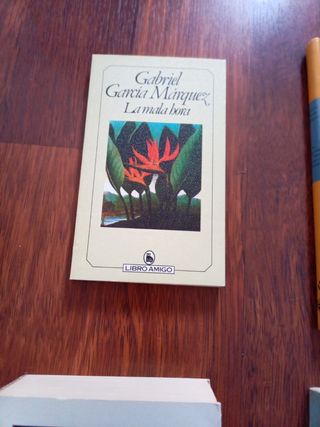 Gabriel
García Márquez
La mala hora
LIBRO AMIGO